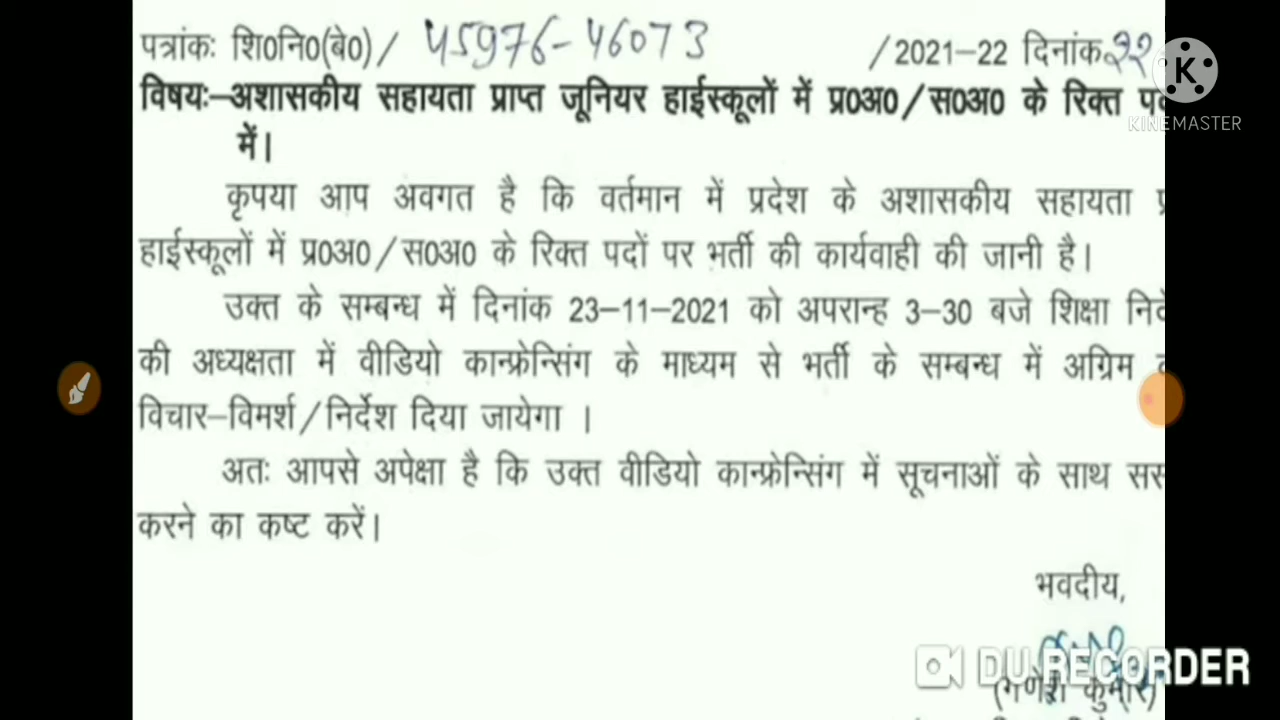 पत्रांकः शि0नि0(बे0)/ 45976-46073 /2021–22 दिनांक 22
विषयः–अशासकीय सहायता प्राप्त जूनियर हाईस्कूलों में प्र0अ0/स0अ0 के रिक्त
में।
कृपया आप अवगत है कि वर्तमान में प्रदेश के अशासकीय सहायता
हाईस्कूलों में प्र0अ0/स0अ0 के रिक्त पदों पर भर्ती की कार्यवाही की जानी है।
उक्त के सम्बन्ध में दिनांक 23–11–2021 को अपरान्ह 3–30 बजे शिक्षा
की अध्यक्षता में वीडियो कान्फ्रेन्सिंग के माध्यम से भर्ती के सम्बन्ध में अग्रिम
विचार–विमर्श/निर्देश दिया जायेगा ।
अतः आपसे अपेक्षा है कि उक्त वीडियो कान्फ्रेन्सिंग में सूचनाओं के साथ
करने का कष्ट करें।
भवदीय,
(गणेश कुमार)
K
KINEMASTER
DU RECORDER